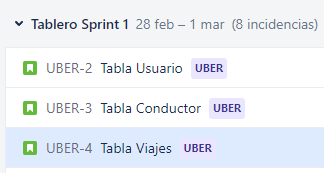 Tablero Sprint 1 28 feb – 1 mar (8 incidencias)
UBER-2 Tabla Usuario UBER
UBER-3 Tabla Conductor UBER
UBER-4 Tabla Viajes UBER